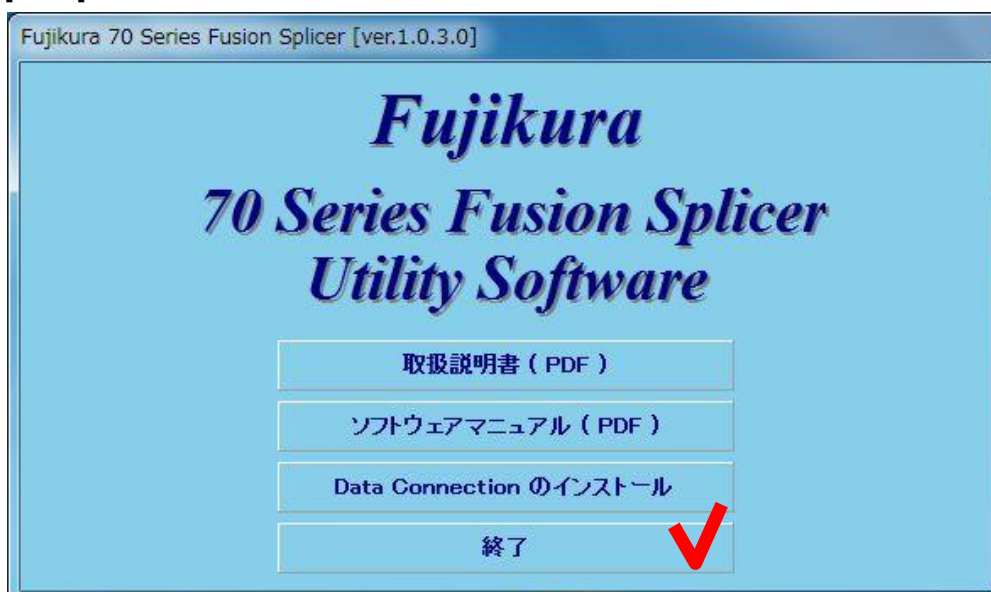 Fujikura 70 Series Fusion Splicer [ver.1.0.3.0]
Fujikura
70 Series Fusion Splicer
Utility Software
取扱説明書 ( PDF )
ソフトウェアマニュアル ( PDF )
Data Connection のインストール
終了